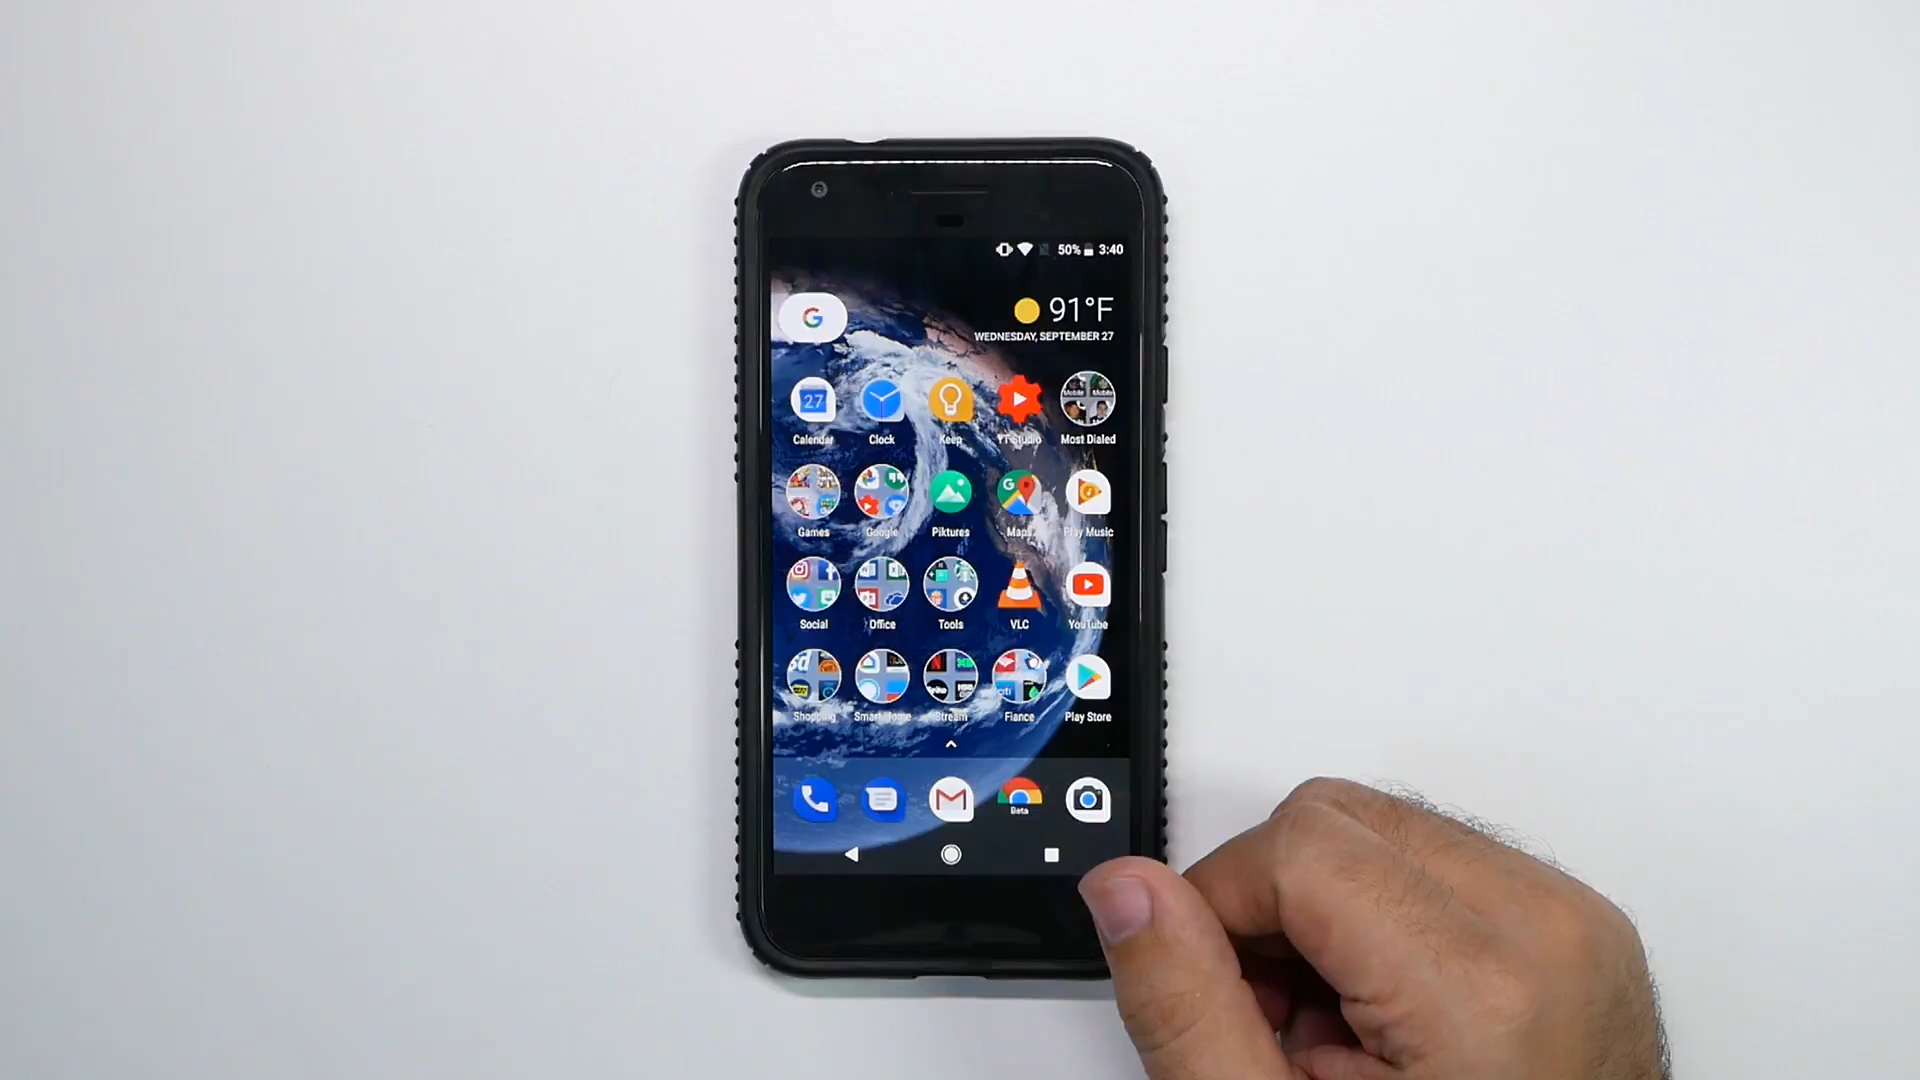 50% 3:40
G
91°F
WEDNESDAY, SEPTEMBER 27
27
Calendar Clock Keep YT Studio Most Dialed
Games Google Piktures Maps Play Music
Social Office Tools VLC YouTube
Shopping Smart Home Stream Fiance Play Store
Beta